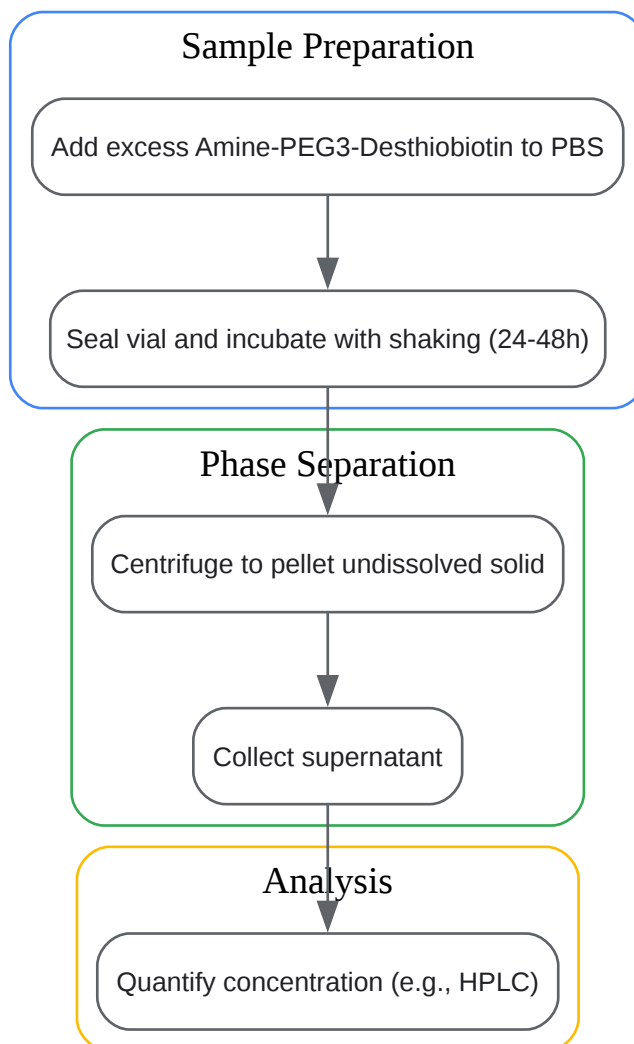 Sample Preparation
Add excess Amine-PEG3-Desthiobiotin to PBS
Seal vial and incubate with shaking (24-48h)
Phase Separation
Centrifuge to pellet undissolved solid
Collect supernatant
Analysis
Quantify concentration (e.g., HPLC)